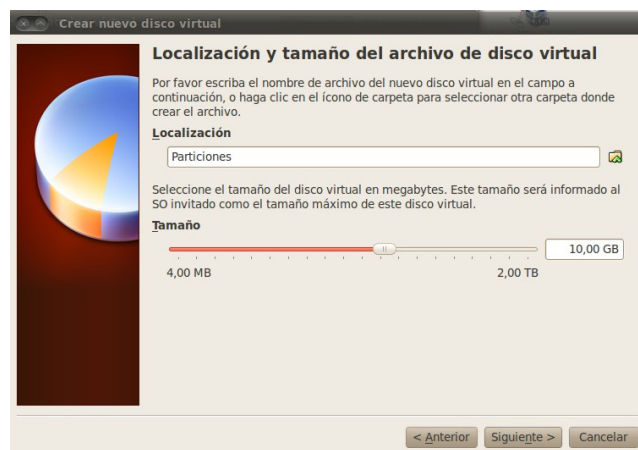 Crear nuevo disco virtual
Localización y tamaño del archivo de disco virtual
Por favor escriba el nombre de archivo del nuevo disco virtual en el campo a
continuación, o haga clic en el ícono de carpeta para seleccionar otra carpeta donde
crear el archivo.
Localización
Particiones
Seleccione el tamaño del disco virtual en megabytes. Este tamaño será informado al
SO invitado como el tamaño máximo de este disco virtual.
Tamaño
10,00 GB
4,00 MB 2,00 TB
< Anterior Siguiente > Cancelar